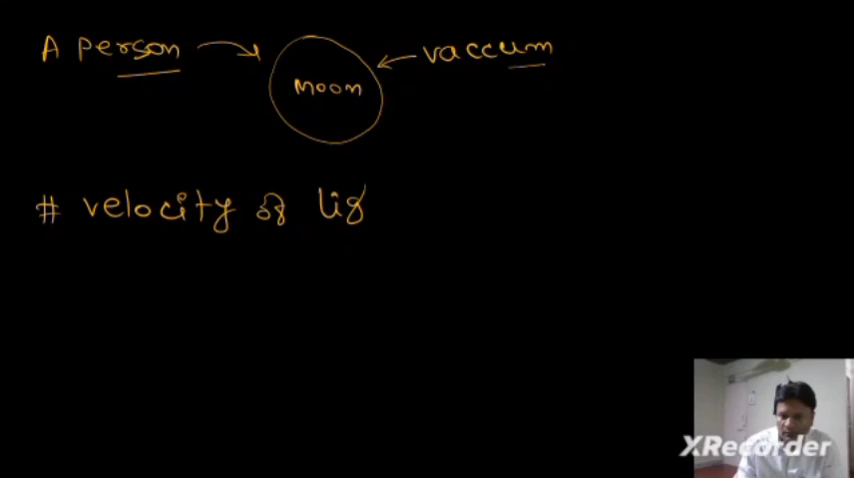 A person → moon ← vaccum
# velocity of lig
XRecorder